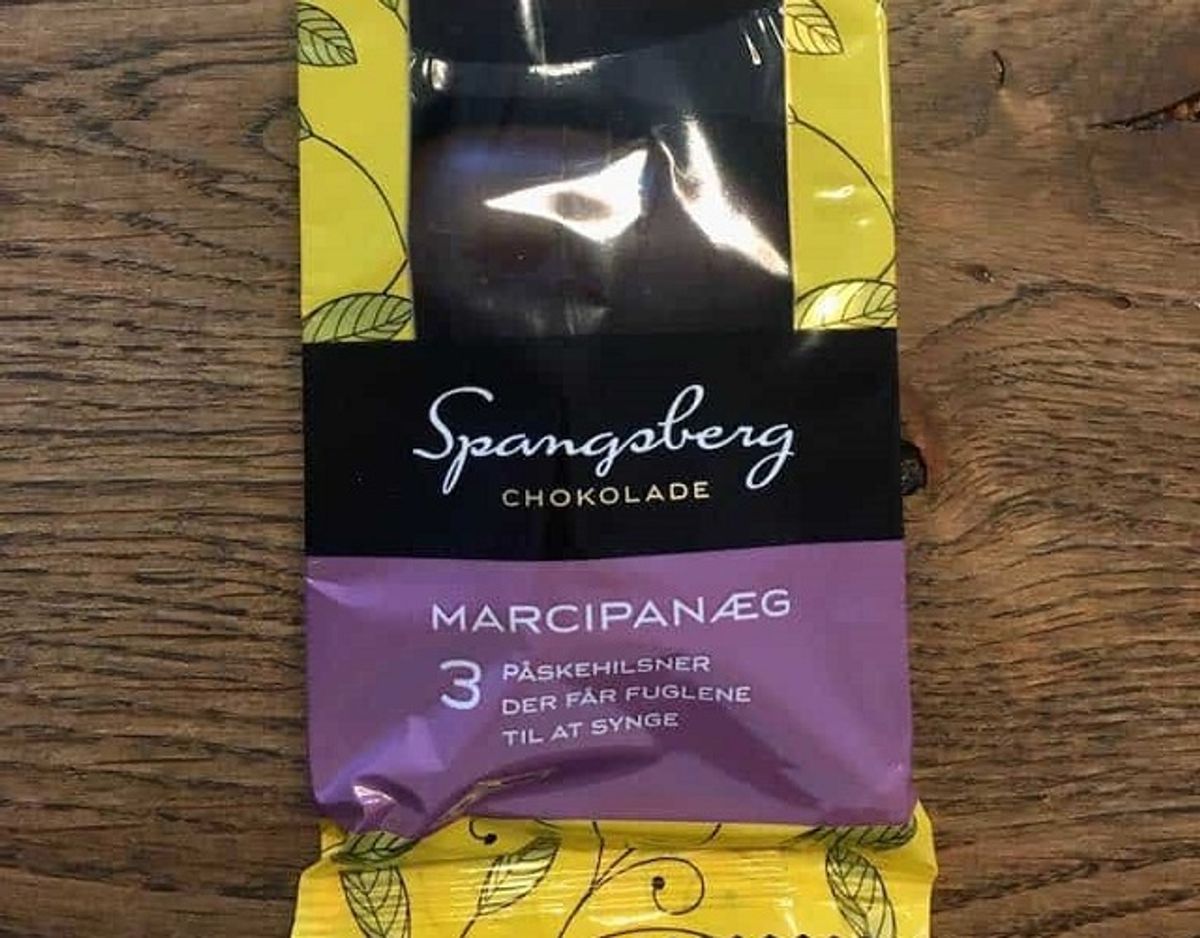 Spangsberg
CHOKOLADE
MARCIPANÆG
3 PÅSKEHILSNER
DER FÅR FUGLENE
TIL AT SYNGE